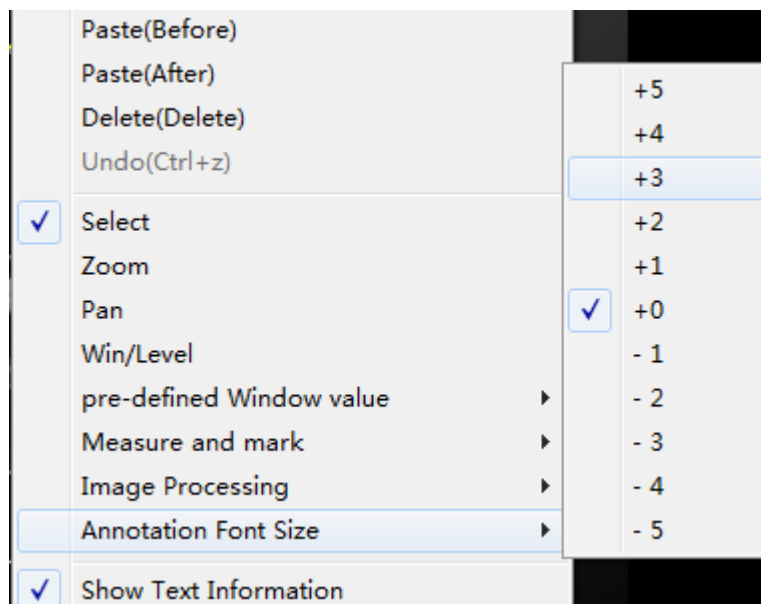 Paste(Before)
Paste(After)
Delete(Delete)
Undo(Ctrl+z)
Select
Zoom
Pan
Win/Level
pre-defined Window value
Measure and mark
Image Processing
Annotation Font Size
Show Text Information
+5
+4
+3
+2
+1
+0
- 1
- 2
- 3
- 4
- 5